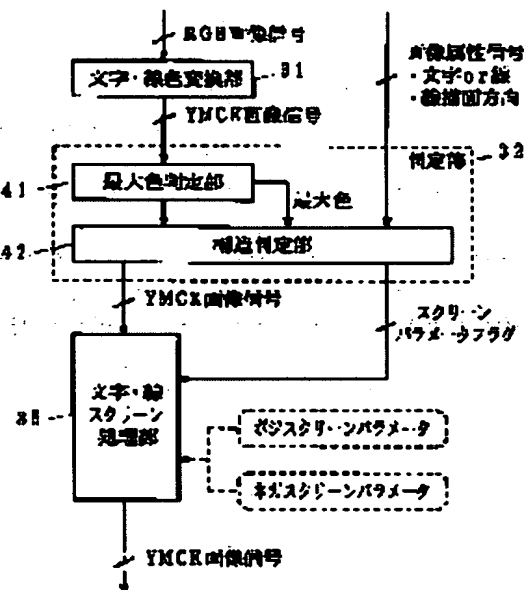 RGB画像信号
文字・線色変換部
31
画像属性信号
・文字or線
・線描画方向
YMCK画像信号
判定部
32
41
最大色判定部
最大色
42
構造判定部
YMCK画像信号
スクリーン
パラメータフラグ
文字・線
スクリーン
処理部
ポジスクリーンパラメータ
ネガスクリーンパラメータ
YMCK画像信号